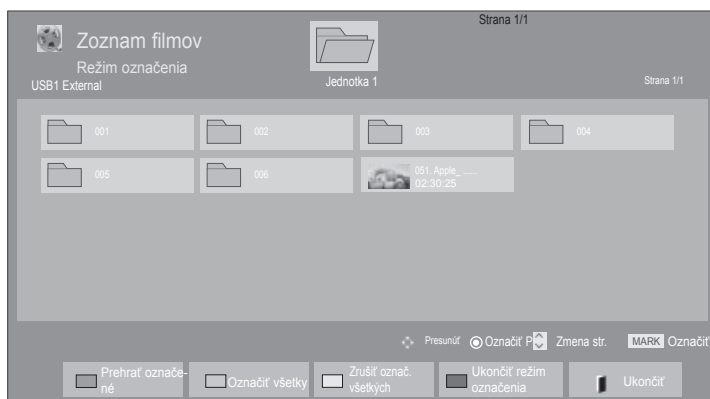 Strana 1/1
Zoznam filmov
Režim označenia
USB1 External
Jednotka 1
Strana 1/1
001
002
003
004
005
006
051. Apple_ ......
02:30:25
Presunúť
Označiť
P
Zmena str.
MARK
Označiť
Prehrať označe-
né
Označiť všetky
Zrušiť označ.
všetkých
Ukončiť režim
označenia
Ukončiť